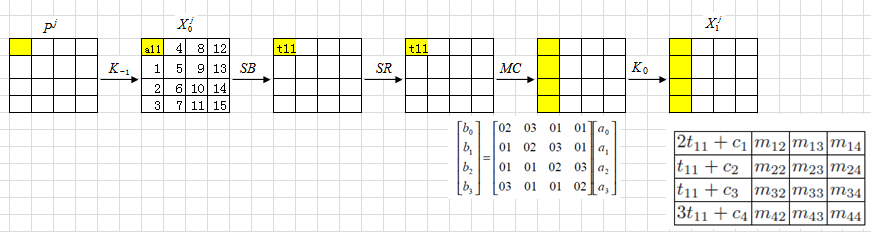 P^j X_0^j X_1^j
a11 4 8 12 t11 t11
K_{-1} 1 5 9 13 SB SR MC K_0
2 6 10 14
3 7 11 15
[b_0] = [02 03 01 01] [a_0]
[b_1] [01 02 03 01] [a_1]
[b_2] [01 01 02 03] [a_2]
[b_3] [03 01 01 02] [a_3]
2t_{11} + c_1 m_{12} m_{13} m_{14}
t_{11} + c_2 m_{22} m_{23} m_{24}
t_{11} + c_3 m_{32} m_{33} m_{34}
3t_{11} + c_4 m_{42} m_{43} m_{44}